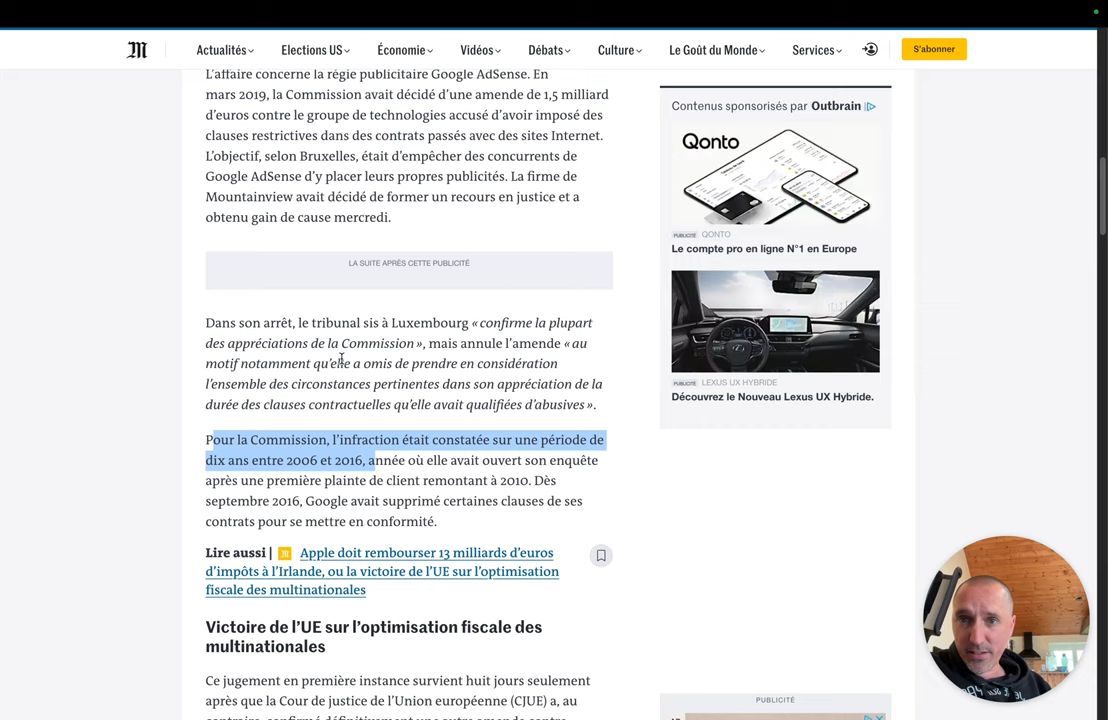 Actualités
Elections US
Économie
Vidéos
Débats
Culture
Le Goût du Monde
Services
S'abonner
L'affaire concerne la régie publicitaire Google AdSense. En
mars 2019, la Commission avait décidé d'une amende de 1,5 milliard
d'euros contre le groupe de technologies accusé d'avoir imposé des
clauses restrictives dans des contrats passés avec des sites Internet.
L'objectif, selon Bruxelles, était d'empêcher des concurrents de
Google AdSense d'y placer leurs propres publicités. La firme de
Mountainview avait décidé de former un recours en justice et a
obtenu gain de cause mercredi.
LA SUITE APRÈS CETTE PUBLICITÉ
Dans son arrêt, le tribunal sis à Luxembourg « confirme la plupart
des appréciations de la Commission », mais annule l'amende « au
motif notamment qu'elle a omis de prendre en considération
l'ensemble des circonstances pertinentes dans son appréciation de la
durée des clauses contractuelles qu'elle avait qualifiées d'abusives ».
Pour la Commission, l'infraction était constatée sur une période de
dix ans entre 2006 et 2016, année où elle avait ouvert son enquête
après une première plainte de client remontant à 2010. Dès
septembre 2016, Google avait supprimé certaines clauses de ses
contrats pour se mettre en conformité.
Lire aussi | Apple doit rembourser 13 milliards d'euros
d'impôts à l'Irlande, ou la victoire de l'UE sur l'optimisation
fiscale des multinationales
Victoire de l'UE sur l'optimisation fiscale des
multinationales
Ce jugement en première instance survient huit jours seulement
après que la Cour de justice de l'Union européenne (CJUE) a, au
contraire, confirmé définitivement une autre amende contre
Contenus sponsorisés par Outbrain
Qonto
PUBLICITÉ QONTO
Le compte pro en ligne N°1 en Europe
PUBLICITÉ LEXUS UX HYBRIDE
Découvrez le Nouveau Lexus UX Hybride.
PUBLICITÉ